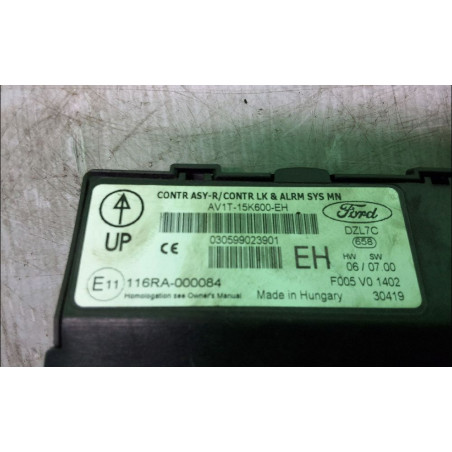 CONTR ASY-R/CONTR LK & ALRM SYS MN
AV1T-15K600-EH
Ford
DZL7C
UP
CE
030599023901
EH
658
HW SW
06 / 07.00
E11 116RA-000084
F005 V0 1402
Homologation see Owner's Manual
Made in Hungary
30419